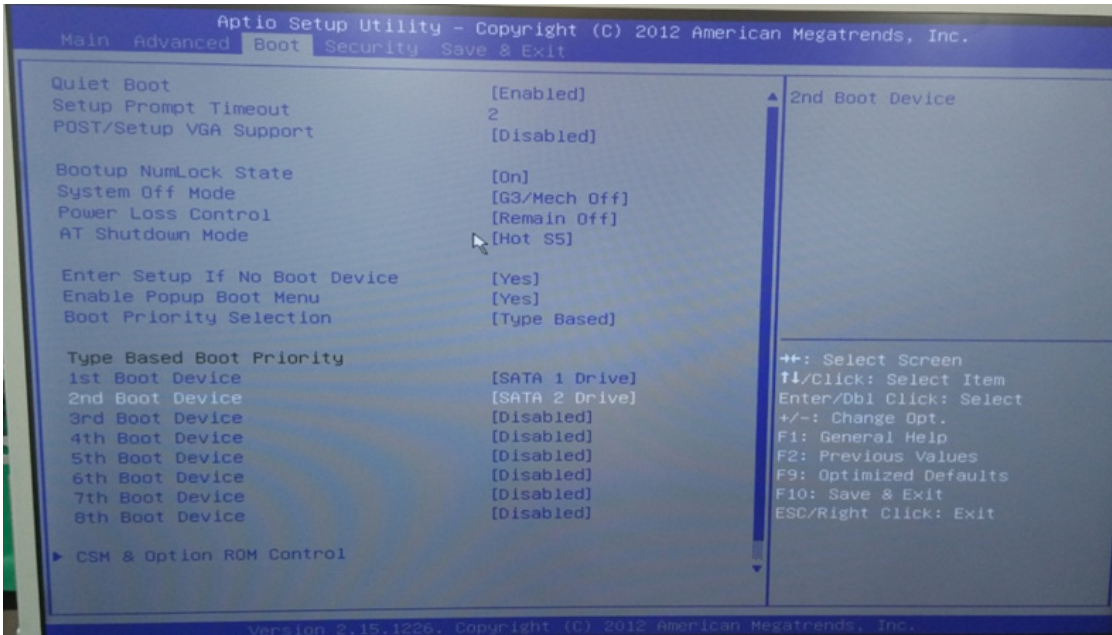 Aptio Setup Utility – Copyright (C) 2012 American Megatrends, Inc.
Main Advanced Boot Security Save & Exit
Quiet Boot [Enabled]
Setup Prompt Timeout 2
POST/Setup VGA Support [Disabled]
Bootup NumLock State [On]
System Off Mode [G3/Mech Off]
Power Loss Control [Remain Off]
AT Shutdown Mode [Hot S5]
Enter Setup If No Boot Device [Yes]
Enable Popup Boot Menu [Yes]
Boot Priority Selection [Type Based]
Type Based Boot Priority
1st Boot Device [SATA 1 Drive]
2nd Boot Device [SATA 2 Drive]
3rd Boot Device [Disabled]
4th Boot Device [Disabled]
5th Boot Device [Disabled]
6th Boot Device [Disabled]
7th Boot Device [Disabled]
8th Boot Device [Disabled]
► CSM & Option ROM Control
2nd Boot Device
→←: Select Screen
↑↓/Click: Select Item
Enter/Dbl Click: Select
+/-: Change Opt.
F1: General Help
F2: Previous Values
F9: Optimized Defaults
F10: Save & Exit
ESC/Right Click: Exit
Version 2.15.1226. Copyright (C) 2012 American Megatrends, Inc.